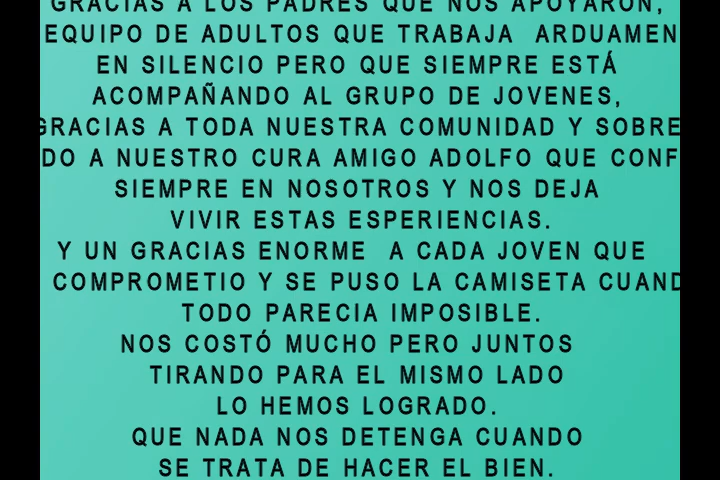 GRACIAS A LOS PADRES QUE NOS APOYARON,
EQUIPO DE ADULTOS QUE TRABAJA ARDUAMEN
EN SILENCIO PERO QUE SIEMPRE ESTÁ
ACOMPAÑANDO AL GRUPO DE JOVENES,
GRACIAS A TODA NUESTRA COMUNIDAD Y SOBRE
DO A NUESTRO CURA AMIGO ADOLFO QUE CONF
SIEMPRE EN NOSOTROS Y NOS DEJA
VIVIR ESTAS ESPERIENCIAS.
Y UN GRACIAS ENORME A CADA JOVEN QUE
COMPROMETIO Y SE PUSO LA CAMISETA CUAND
TODO PARECIA IMPOSIBLE.
NOS COSTÓ MUCHO PERO JUNTOS
TIRANDO PARA EL MISMO LADO
LO HEMOS LOGRADO.
QUE NADA NOS DETENGA CUANDO
SE TRATA DE HACER EL BIEN.